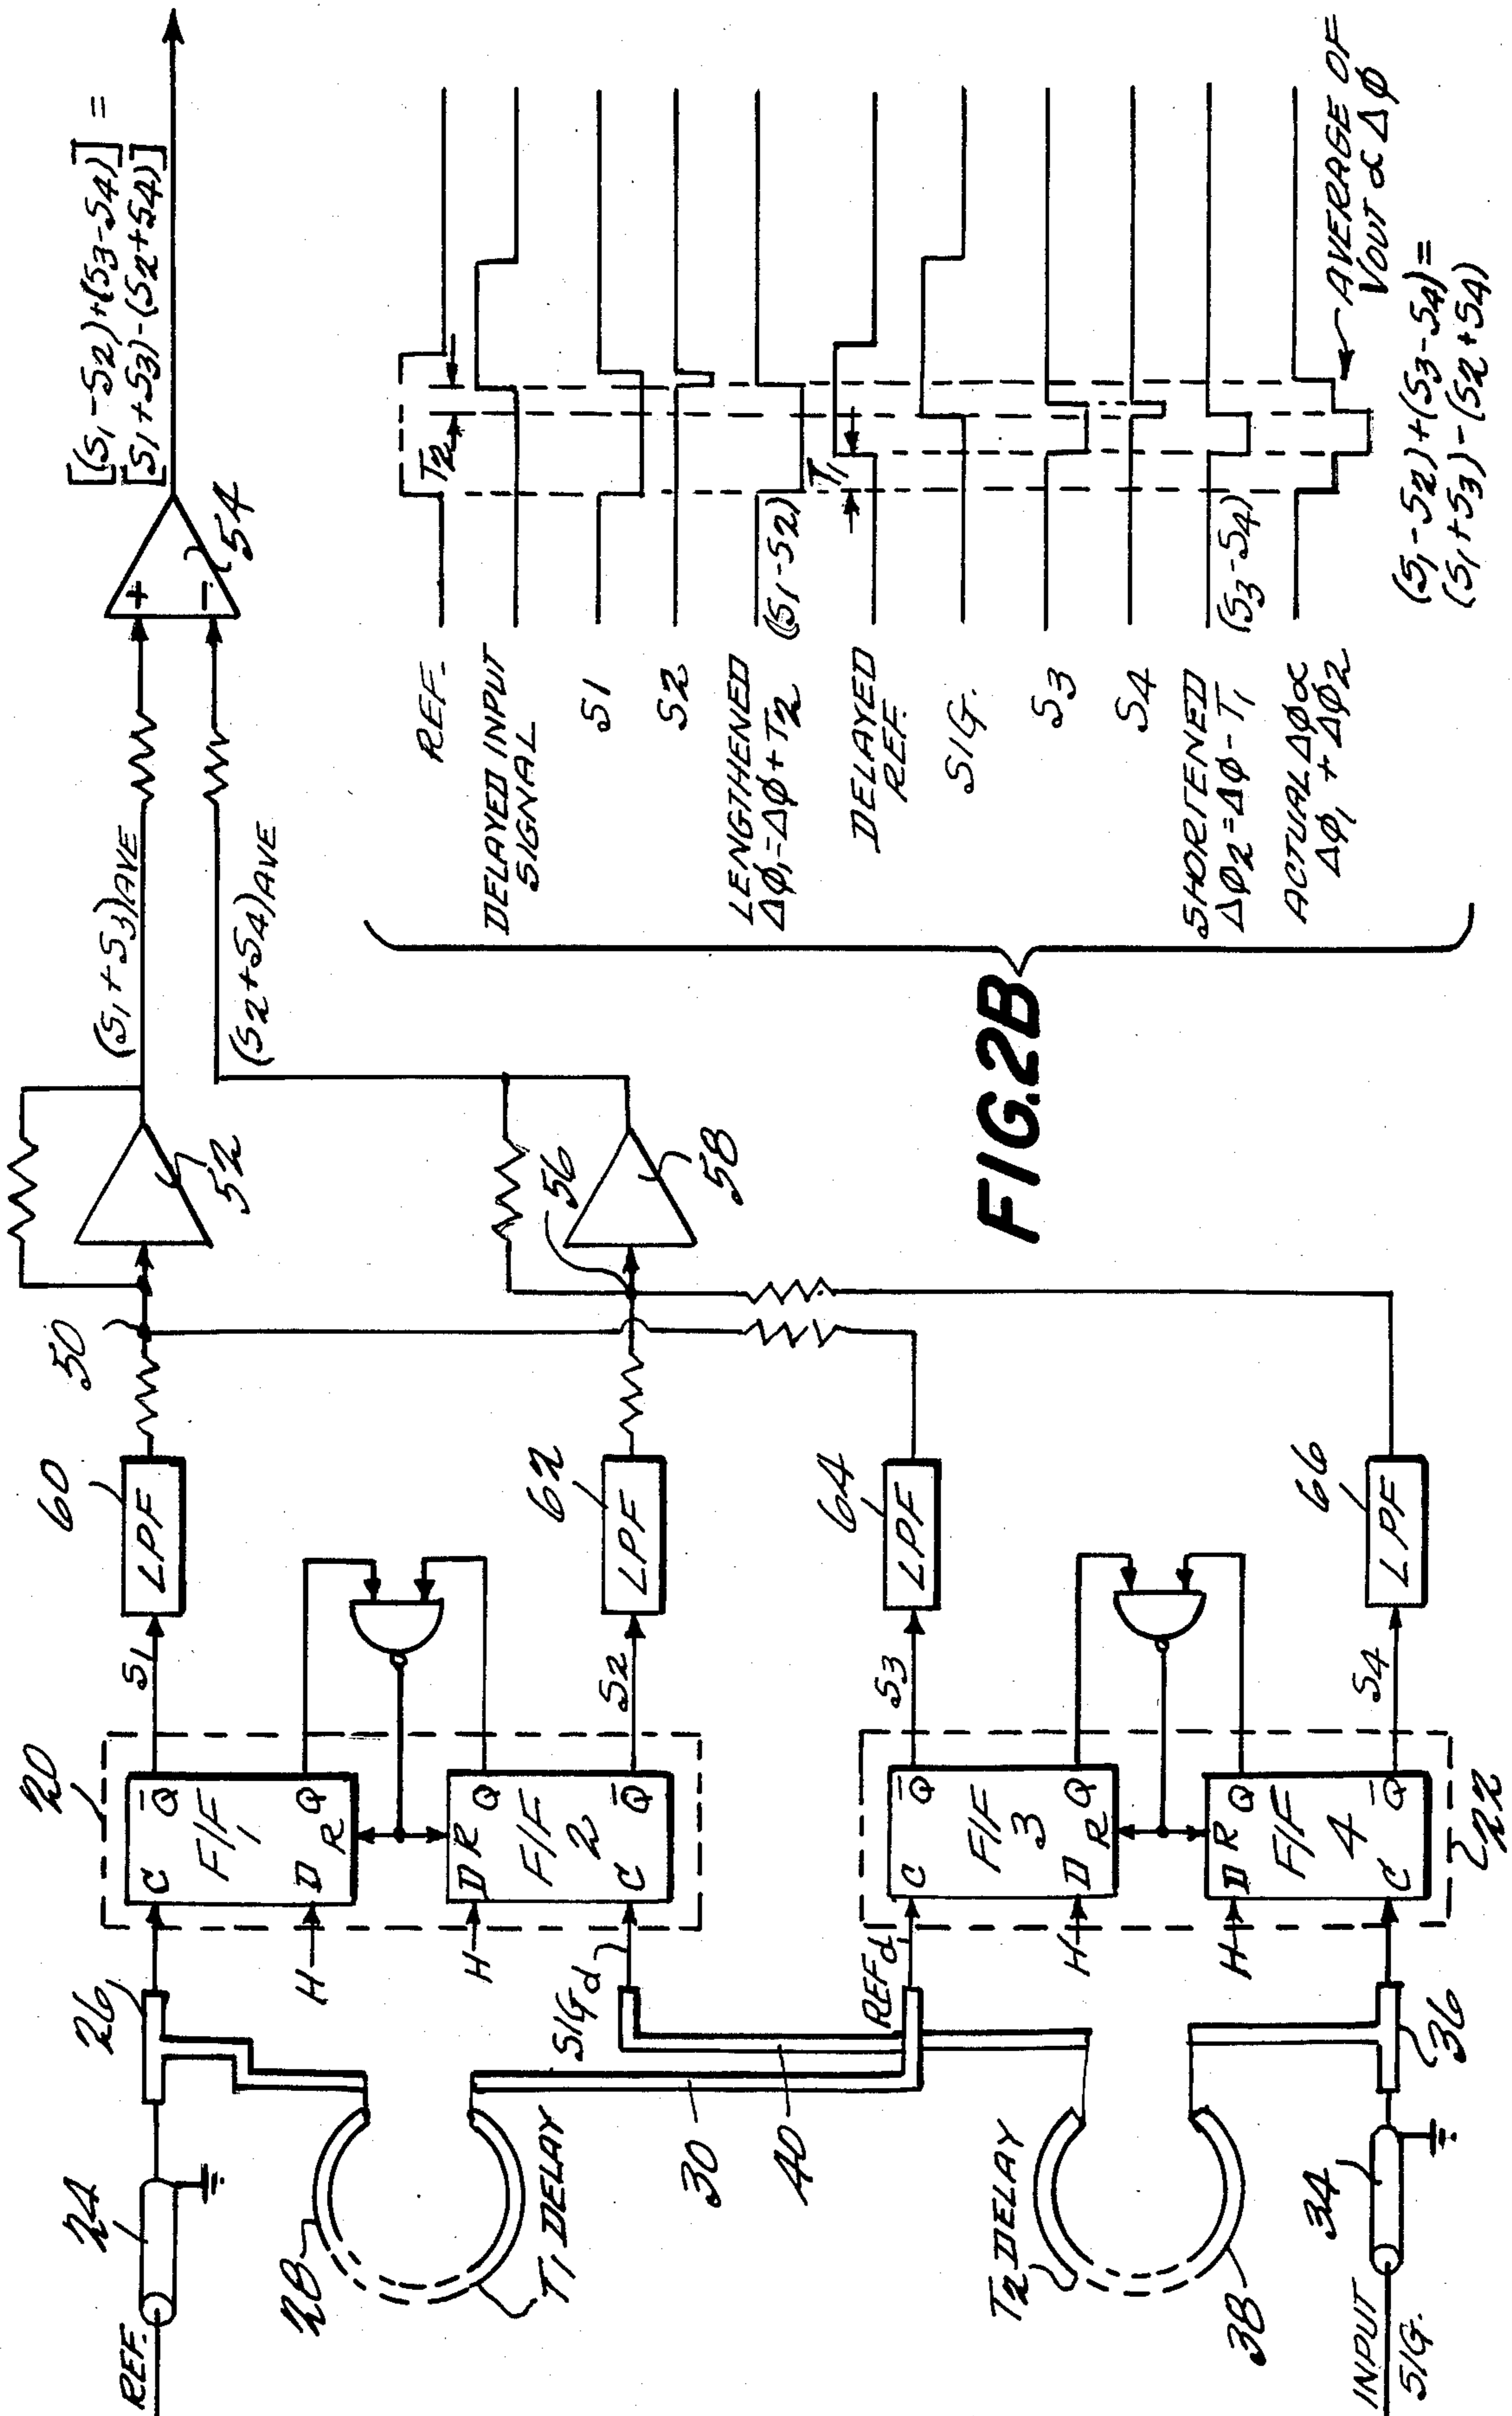 REF.
24
26
28
T1 DELAY
30
40
T2 DELAY
38
INPUT
SIG.
34
36
20
C
Q̅
F/F
1
D
R
Q
H
H
D
R
Q
F/F
2
C
Q̅
SIGd
REFd
C
Q̅
F/F
3
D
R
Q
H
H
D
R
Q
F/F
4
C
Q̅
22
S1
S2
S3
S4
60
LPF
62
LPF
64
LPF
66
LPF
50
52
56
58
(S1+S3)AVE
(S2+S4)AVE
+
−
54
[(S1-S2)+(S3-S4)] =
[(S1+S3)-(S2+S4)]
FIG.2B
REF.
DELAYED INPUT
SIGNAL
T2
S1
S2
LENGTHENED
Δφ1=Δφ+T2
(S1-S2)
DELAYED
REF.
T1
SIG.
S3
S4
SHORTENED
Δφ2=Δφ-T1
(S3-S4)
ACTUAL Δφ∝
Δφ1+Δφ2
AVERAGE OF
VOUT ∝ Δφ
(S1-S2)+(S3-S4)=
(S1+S3)-(S2+S4)